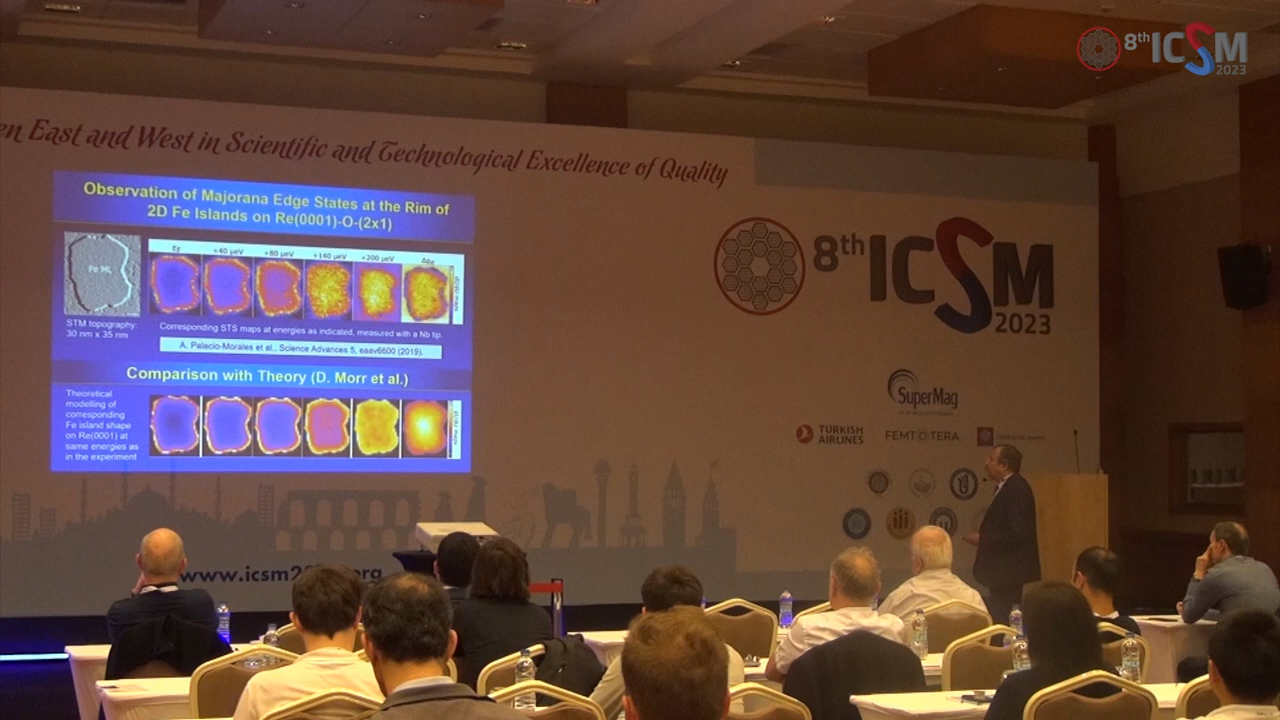 8th ICSM
2023
en East and West in Scientific and Technological Excellence of Quality
Observation of Majorana Edge States at the Rim of
2D Fe Islands on Re(0001)-O-(2x1)
EF +40 µeV +80 µeV +140 µeV +200 µeV ΔRe
Fe ML
STM topography:
30 nm x 35 nm
Corresponding STS maps at energies as indicated, measured with a Nb tip.
A. Palacio-Morales et al., Science Advances 5, eaav6600 (2019).
Comparison with Theory (D. Morr et al.)
Theoretical
modelling of
corresponding
Fe island shape
on Re(0001) at
same energies as
in the experiment
8th ICSM
2023
SuperMag
TURKISH
AIRLINES
FEMTOTERA
www.icsm2 .org